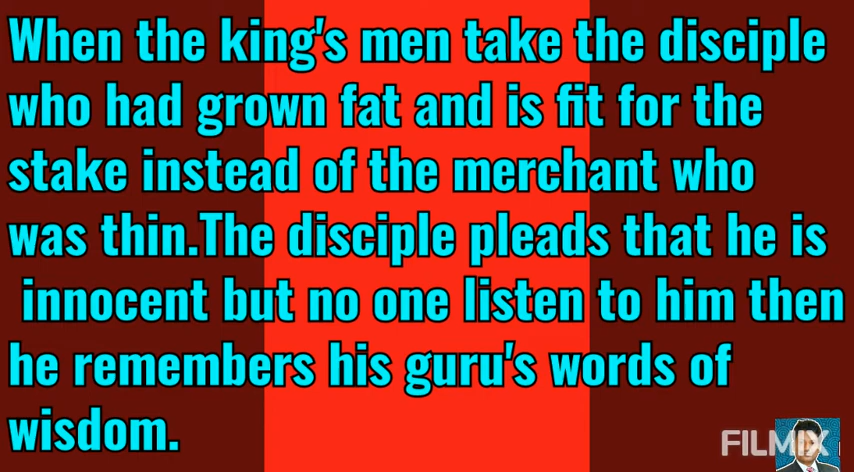 When the king's men take the disciple
who had grown fat and is fit for the
stake instead of the merchant who
was thin.The disciple pleads that he is
innocent but no one listen to him then
he remembers his guru's words of
wisdom.
FILMIX